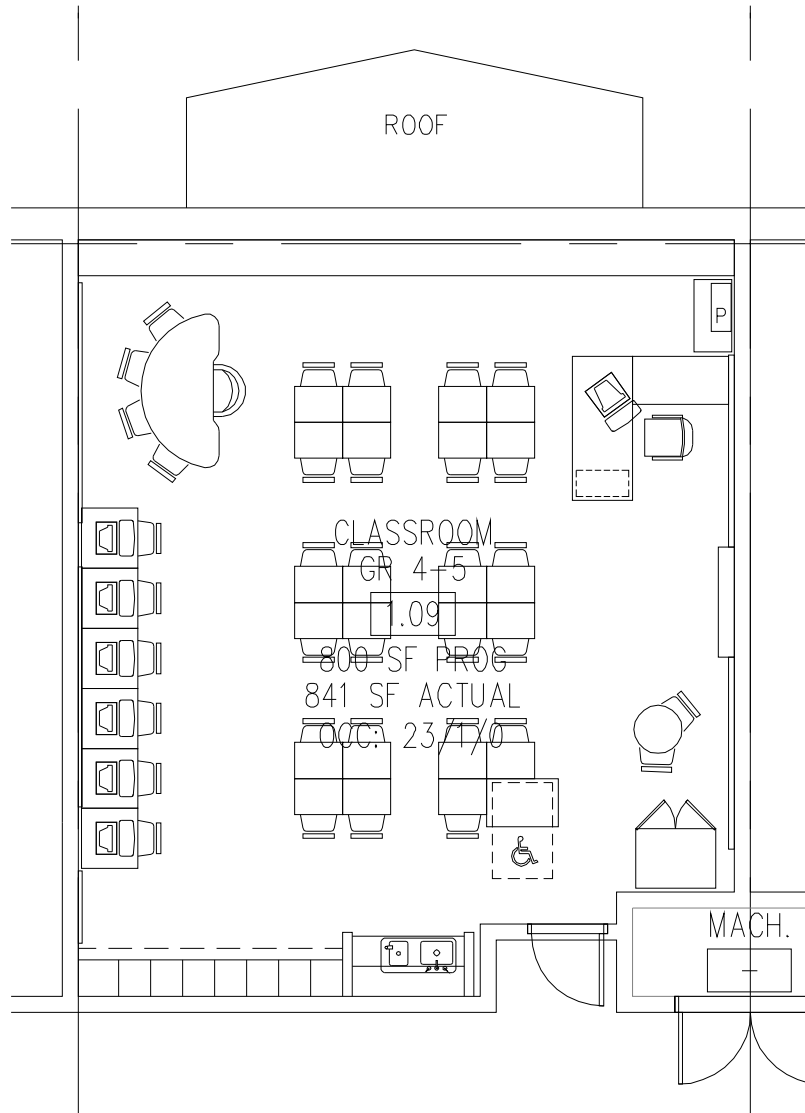 ROOF
P
CLASSROOM
GR 4-5
1.09
800 SF PROG
841 SF ACTUAL
OCC: 23/1/0
MACH.